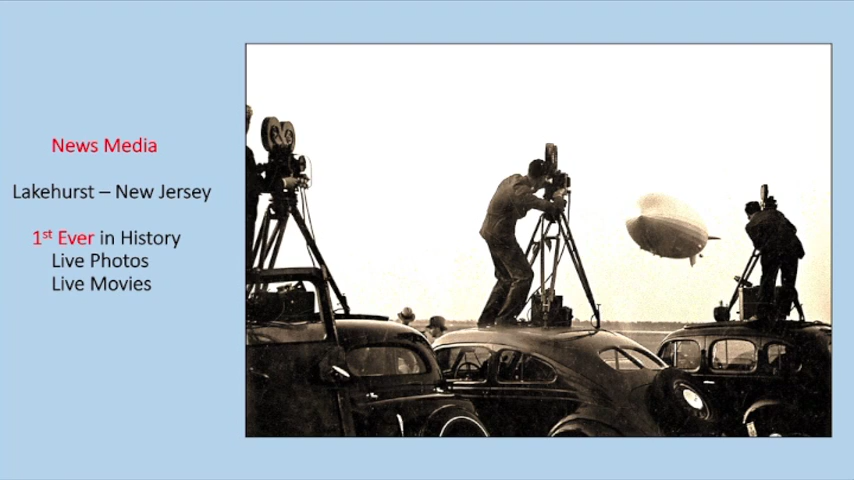 News Media
Lakehurst – New Jersey
1st Ever in History
Live Photos
Live Movies